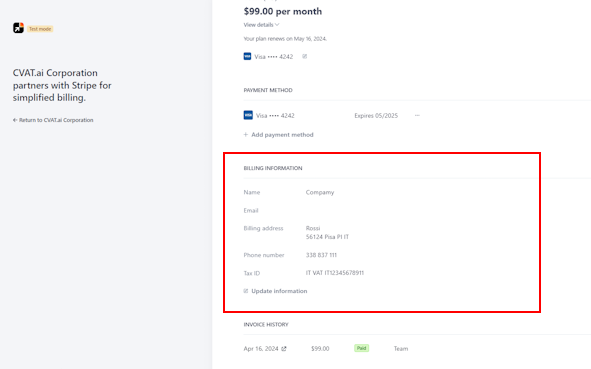 $99.00 per month
View details
Your plan renews on May 16, 2024.
Visa •••• 4242
Test mode
CVAT.ai Corporation
partners with Stripe for
simplified billing.
← Return to CVAT.ai Corporation
PAYMENT METHOD
VISA Visa •••• 4242 Expires 05/2025 ···
+ Add payment method
BILLING INFORMATION
Name Compamy
Email
Billing address Rossi
56124 Pisa PI IT
Phone number 338 837 111
Tax ID IT VAT IT12345678911
Update information
INVOICE HISTORY
Apr 16, 2024 $99.00 Paid Team